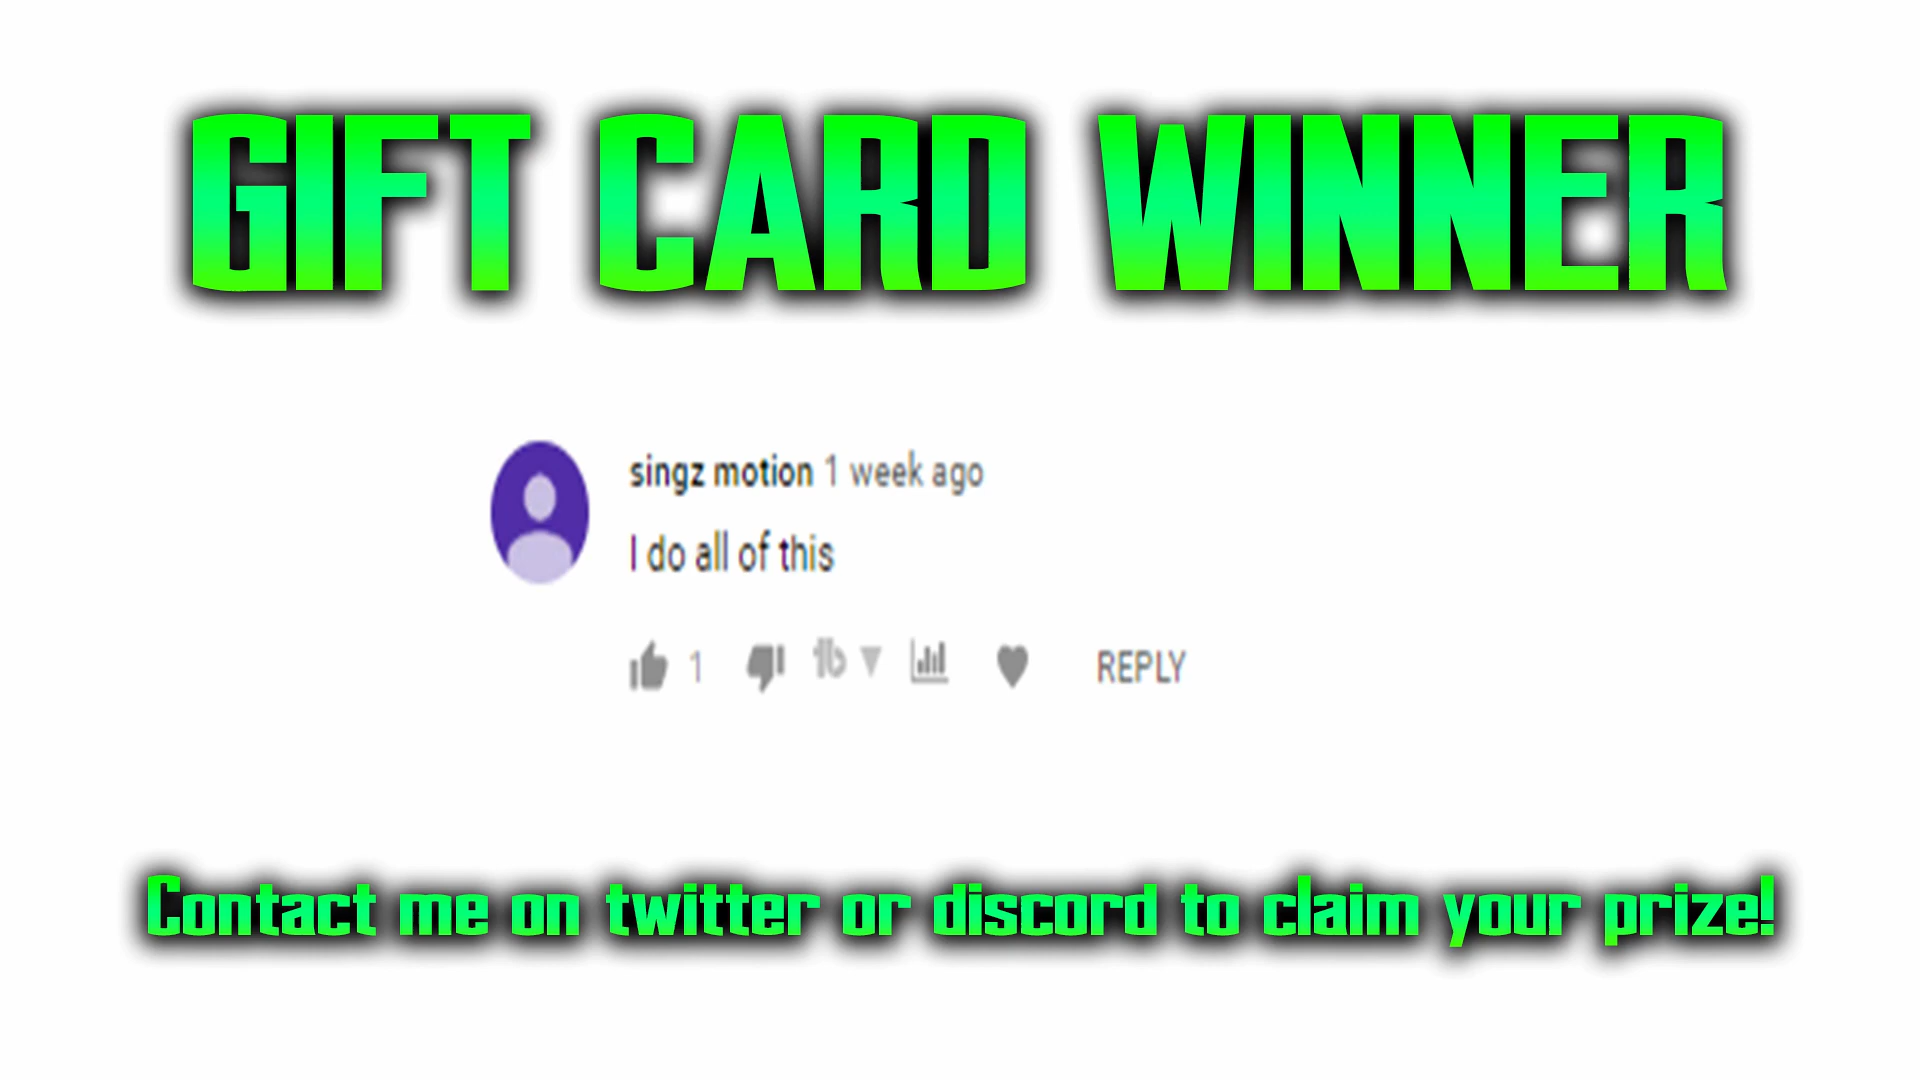 GIFT CARD WINNER
singz motion 1 week ago
I do all of this
1 tb REPLY
Contact me on twitter or discord to claim your prize!